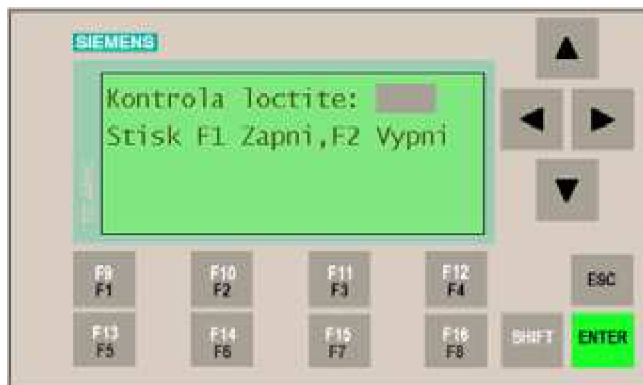 SIEMENS
Kontrola loctite:
Stisk F1 Zapni,F2 Vypni
F9 F10 F11 F12
F1 F2 F3 F4 ESC
F13 F14 F15 F16
F5 F6 F7 F8 SHIFT ENTER